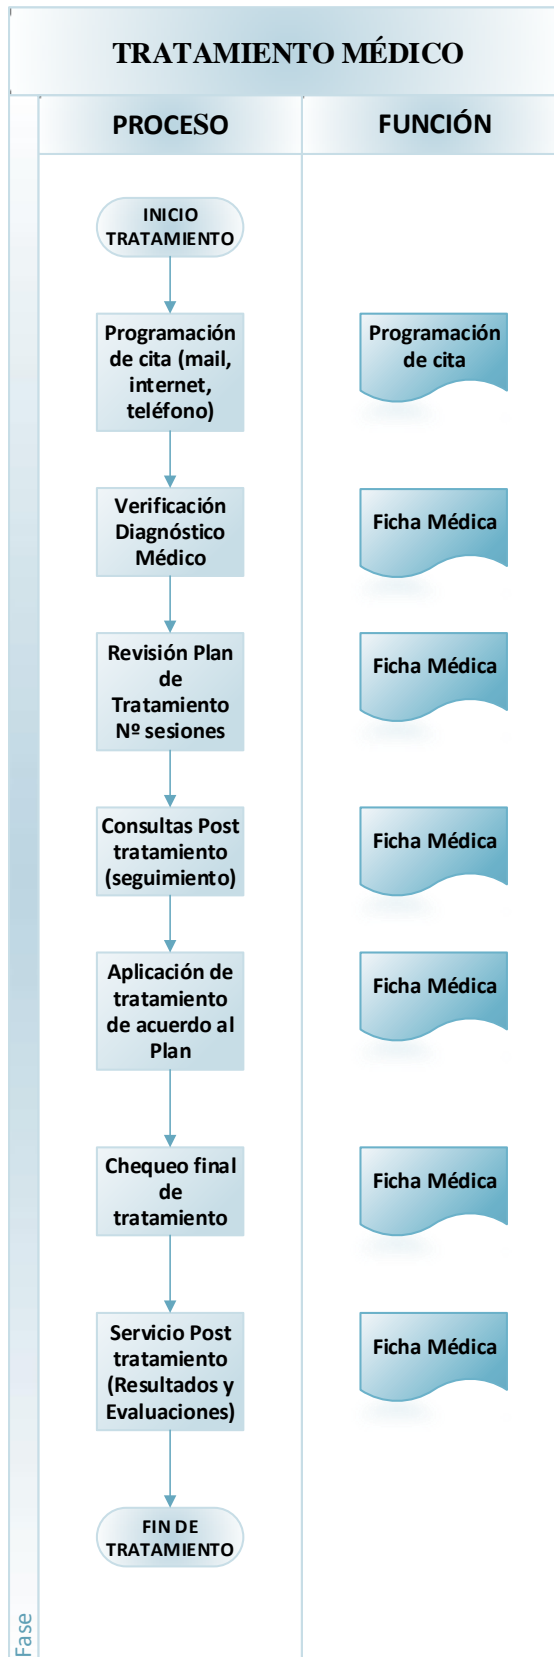 TRATAMIENTO MÉDICO
PROCESO
FUNCIÓN
INICIO
TRATAMIENTO
Programación
de cita (mail,
internet,
teléfono)
Programación
de cita
Verificación
Diagnóstico
Médico
Ficha Médica
Revisión Plan
de
Tratamiento
Nº sesiones
Ficha Médica
Consultas Post
tratamiento
(seguimiento)
Ficha Médica
Aplicación de
tratamiento
de acuerdo al
Plan
Ficha Médica
Chequeo final
de
tratamiento
Ficha Médica
Servicio Post
tratamiento
(Resultados y
Evaluaciones)
Ficha Médica
FIN DE
TRATAMIENTO
Fase